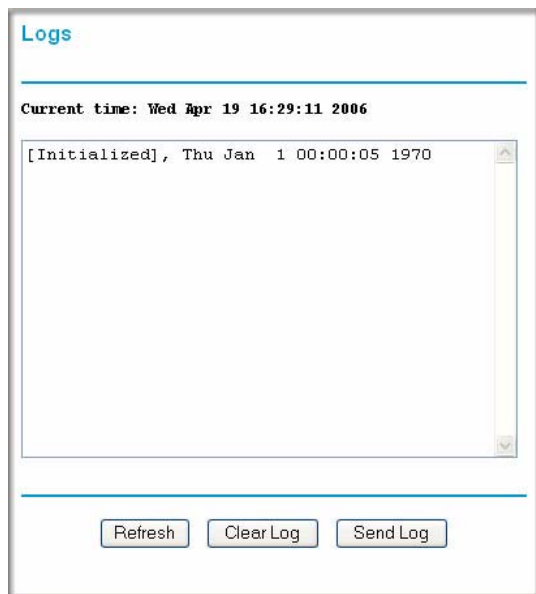 Logs
Current time: Wed Apr 19 16:29:11 2006
[Initialized], Thu Jan  1 00:00:05 1970
Refresh Clear Log Send Log